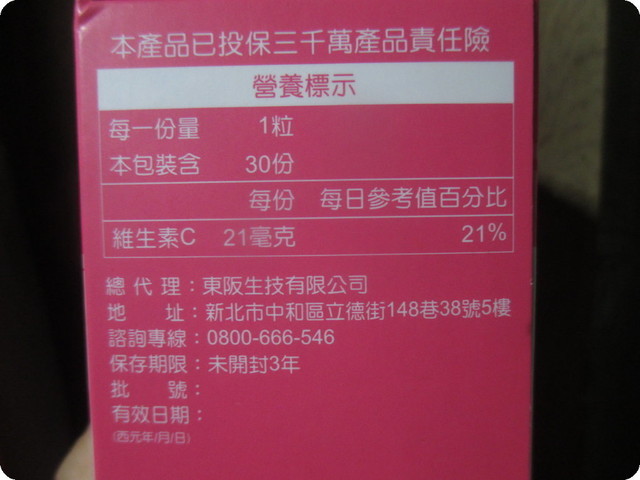 本產品已投保三千萬產品責任險
營養標示
每一份量 1粒
本包裝含 30份
每份 每日參考值百分比
維生素C 21毫克 21%
總代理：東阪生技有限公司
地 址：新北市中和區立德街148巷38號5樓
諮詢專線：0800-666-546
保存期限：未開封3年
批 號：
有效日期：
(西元年/月/日)